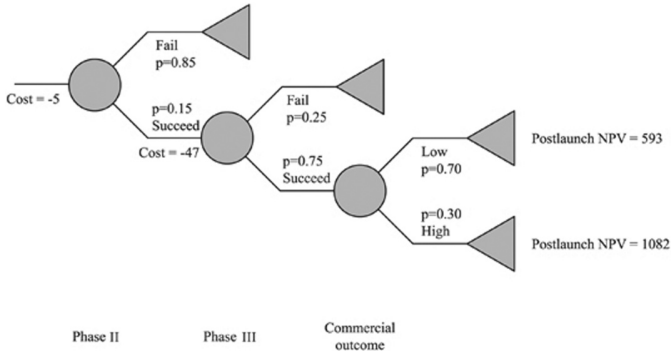 Fail
p=0.85
Cost = -5
p=0.15
Succeed
Cost = -47
Fail
p=0.25
p=0.75
Succeed
Low
p=0.70
Postlaunch NPV = 593
p=0.30
High
Postlaunch NPV = 1082
Phase II
Phase III
Commercial
outcome